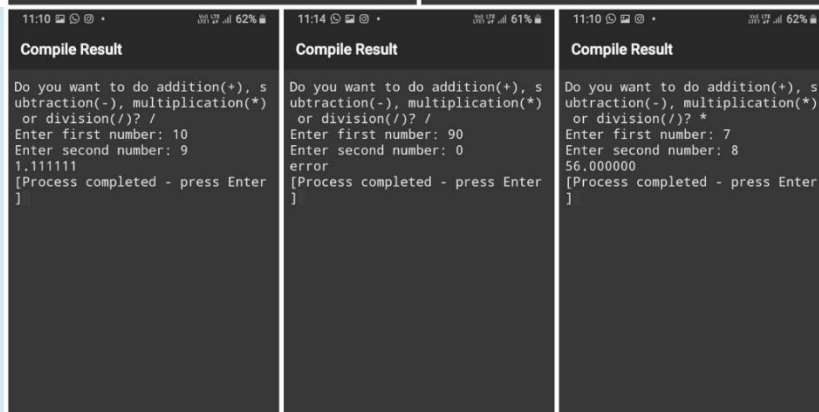 11:10
62%
Compile Result
Do you want to do addition(+), s
ubtraction(-), multiplication(*)
or division(/)? /
Enter first number: 10
Enter second number: 9
1.111111
[Process completed - press Enter
]
11:14
61%
Compile Result
Do you want to do addition(+), s
ubtraction(-), multiplication(*)
or division(/)? /
Enter first number: 90
Enter second number: 0
error
[Process completed - press Enter
]
11:10
62%
Compile Result
Do you want to do addition(+), s
ubtraction(-), multiplication(*)
or division(/)? *
Enter first number: 7
Enter second number: 8
56.000000
[Process completed - press Enter
]